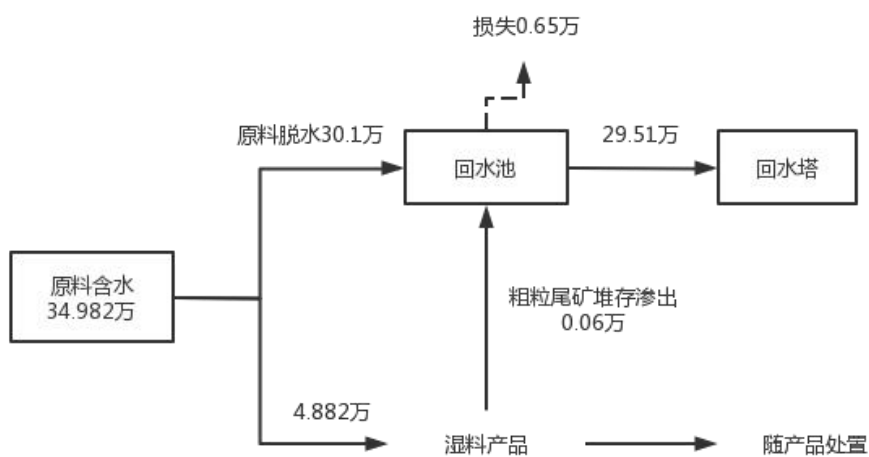 损失0.65万
原料脱水30.1万
29.51万
回水池
回水塔
原料含水
34.982万
粗粒尾矿堆存渗出
0.06万
4.882万
湿料产品
随产品处置